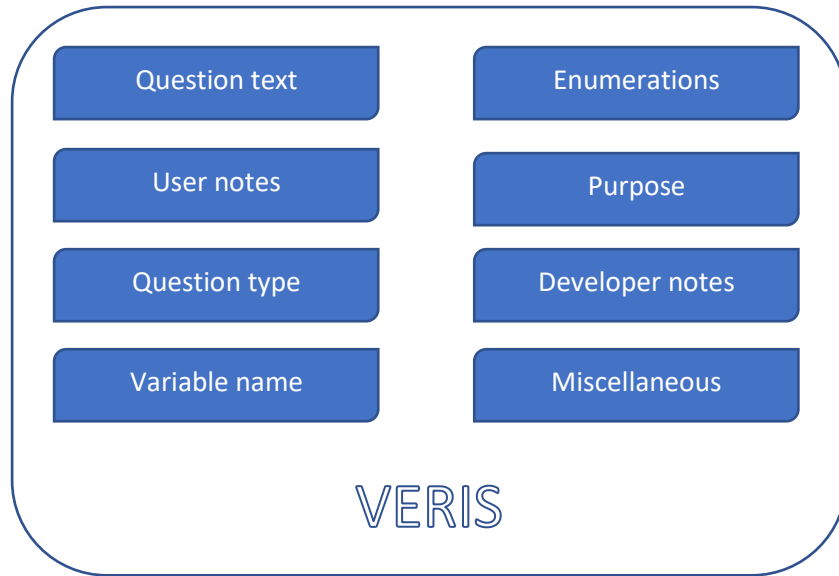 Question text
Enumerations
User notes
Purpose
Question type
Developer notes
Variable name
Miscellaneous
VERIS